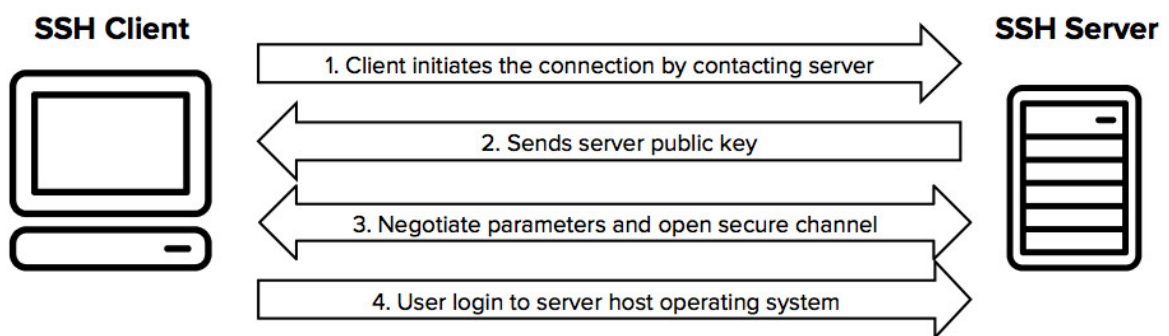 SSH Client
SSH Server
1. Client initiates the connection by contacting server
2. Sends server public key
3. Negotiate parameters and open secure channel
4. User login to server host operating system